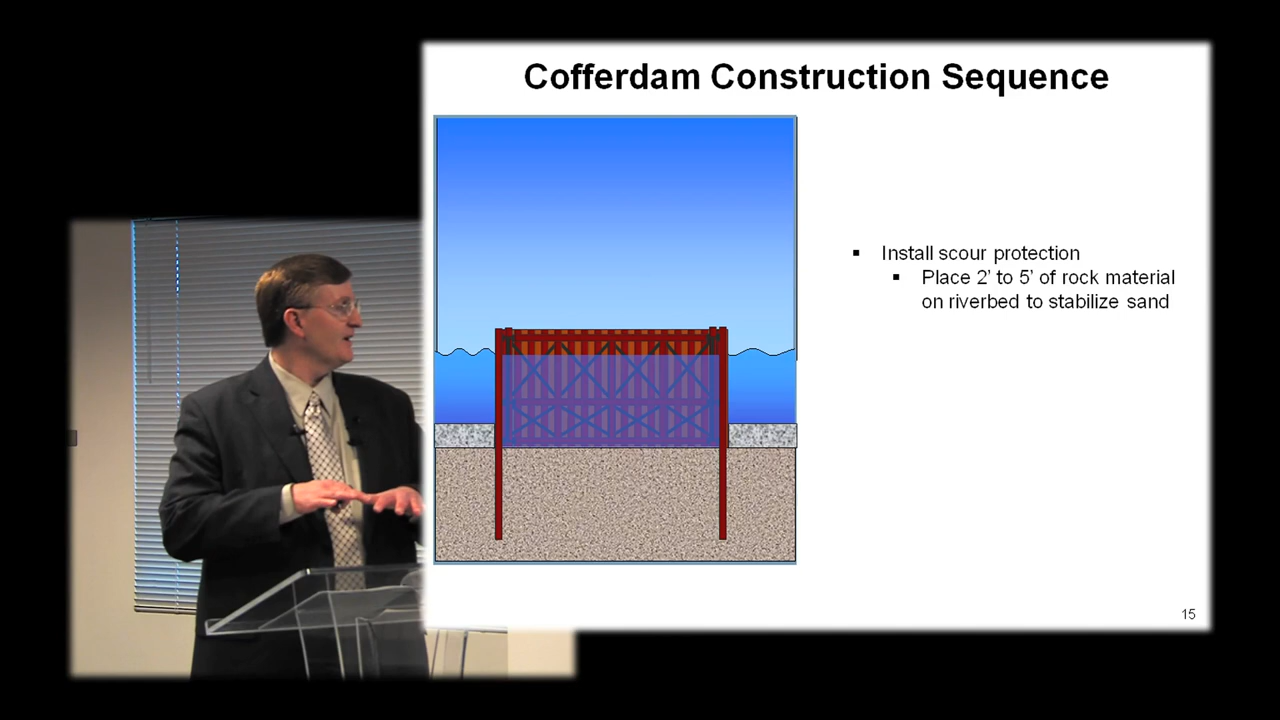 Cofferdam Construction Sequence
▪ Install scour protection
▪ Place 2’ to 5’ of rock material
on riverbed to stabilize sand
15